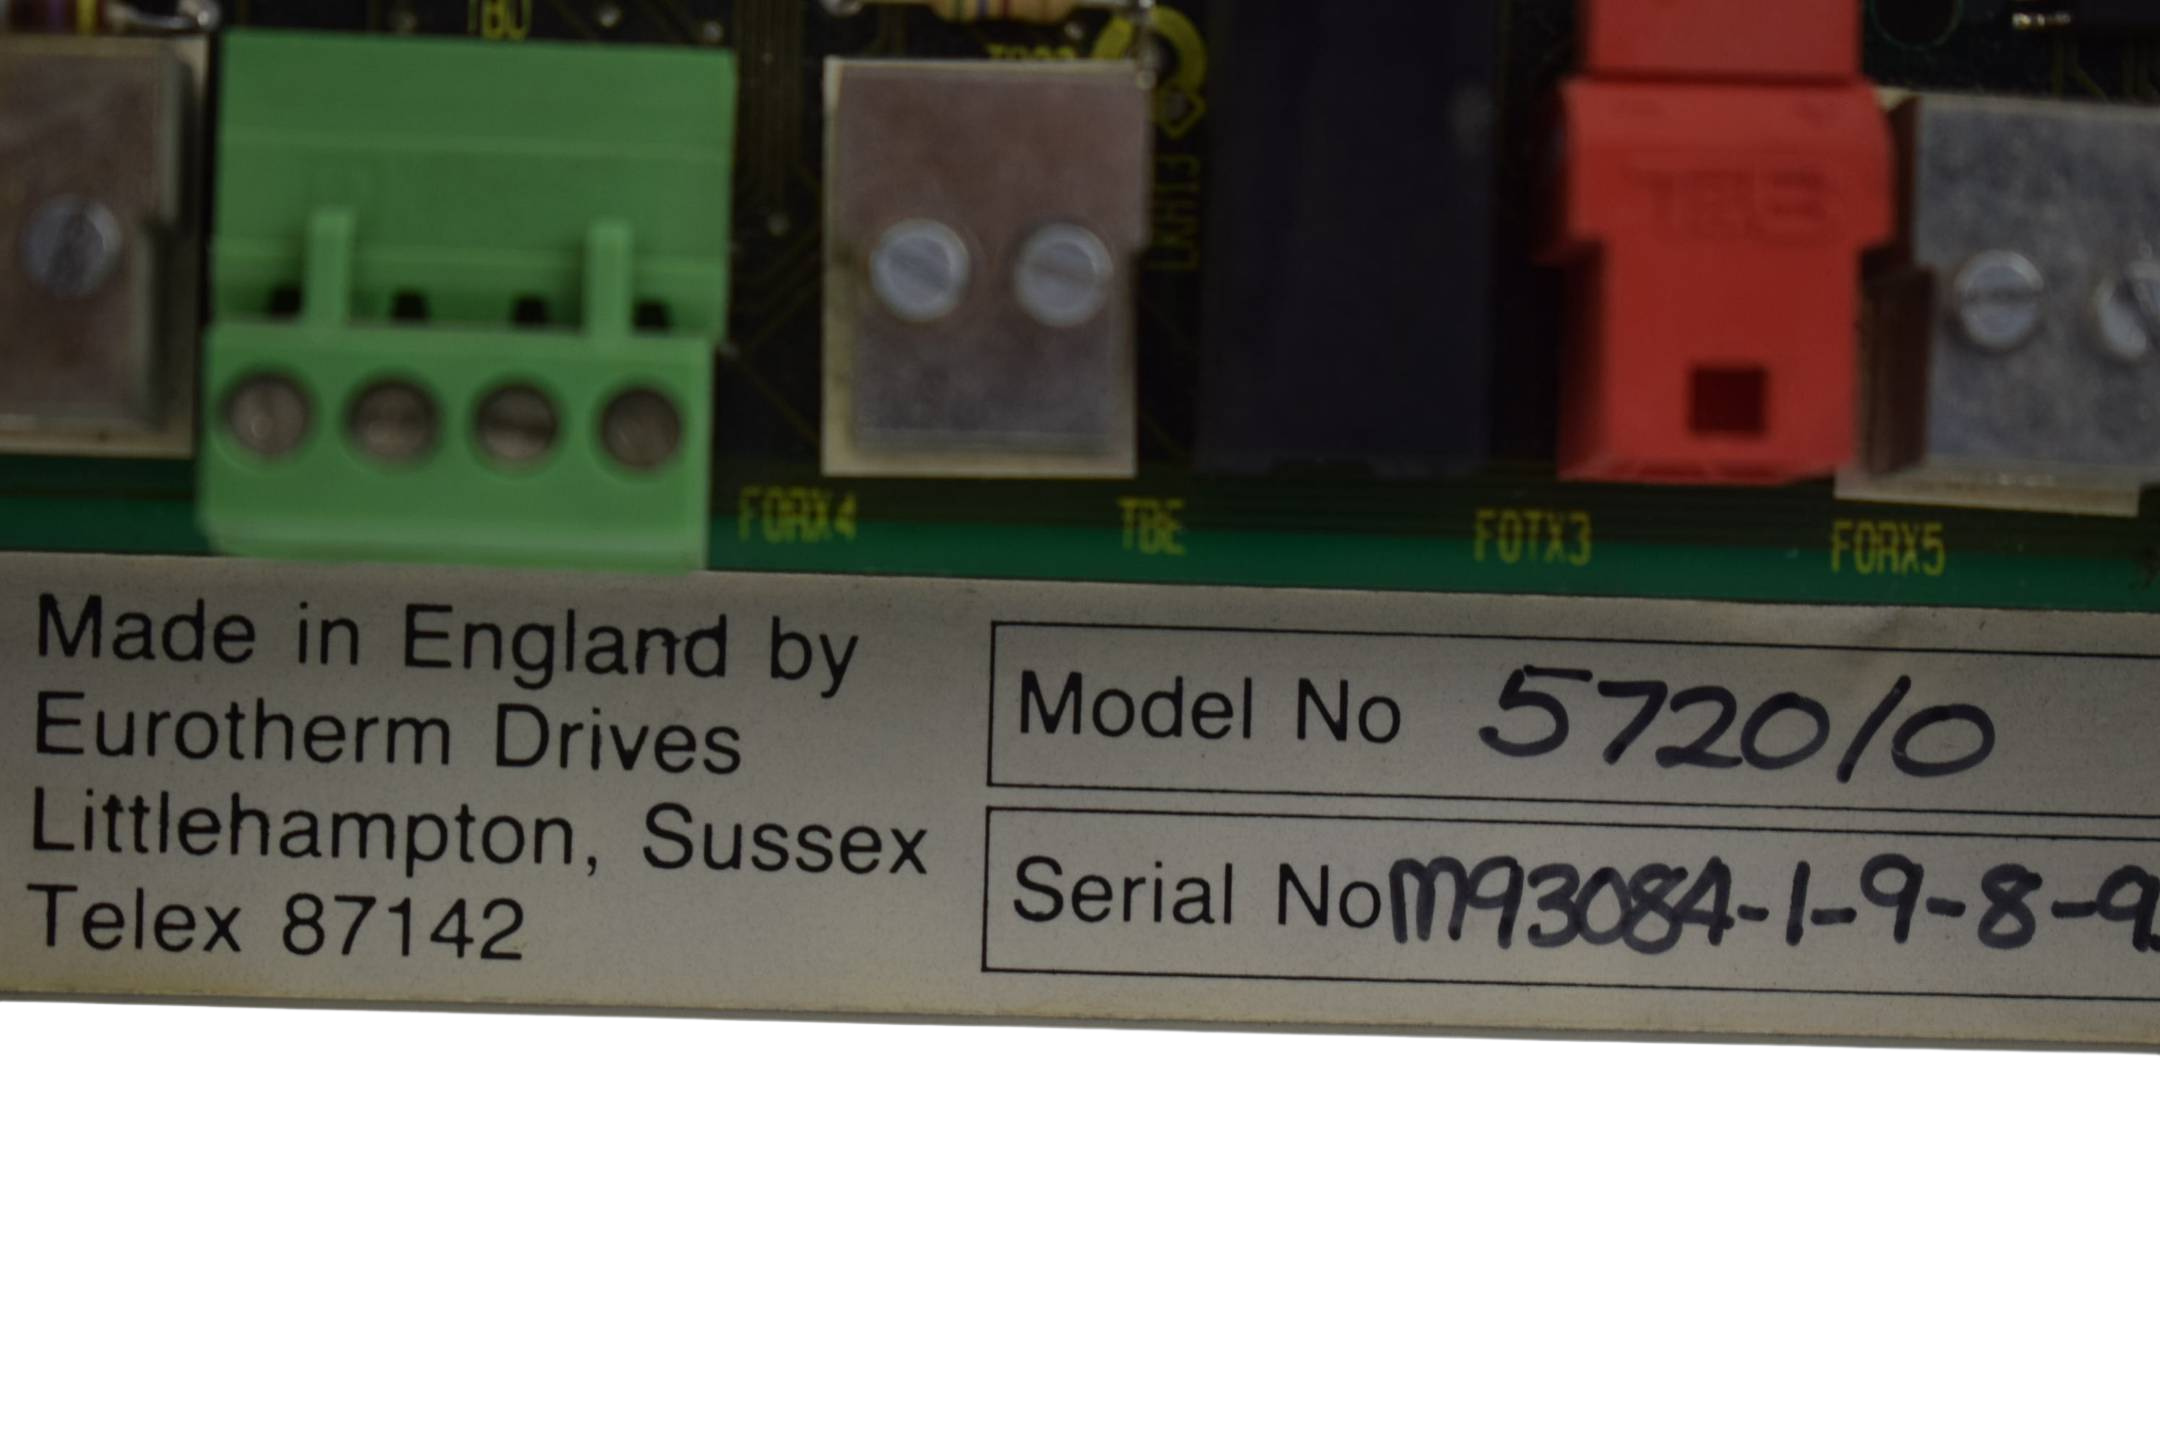 TBD
LKH13
FORX4
TBE
FOTX3
FORX5
Made in England by
Eurotherm Drives
Littlehampton, Sussex
Telex 87142
Model No 5720/0
Serial No M93084-1-9-8-9